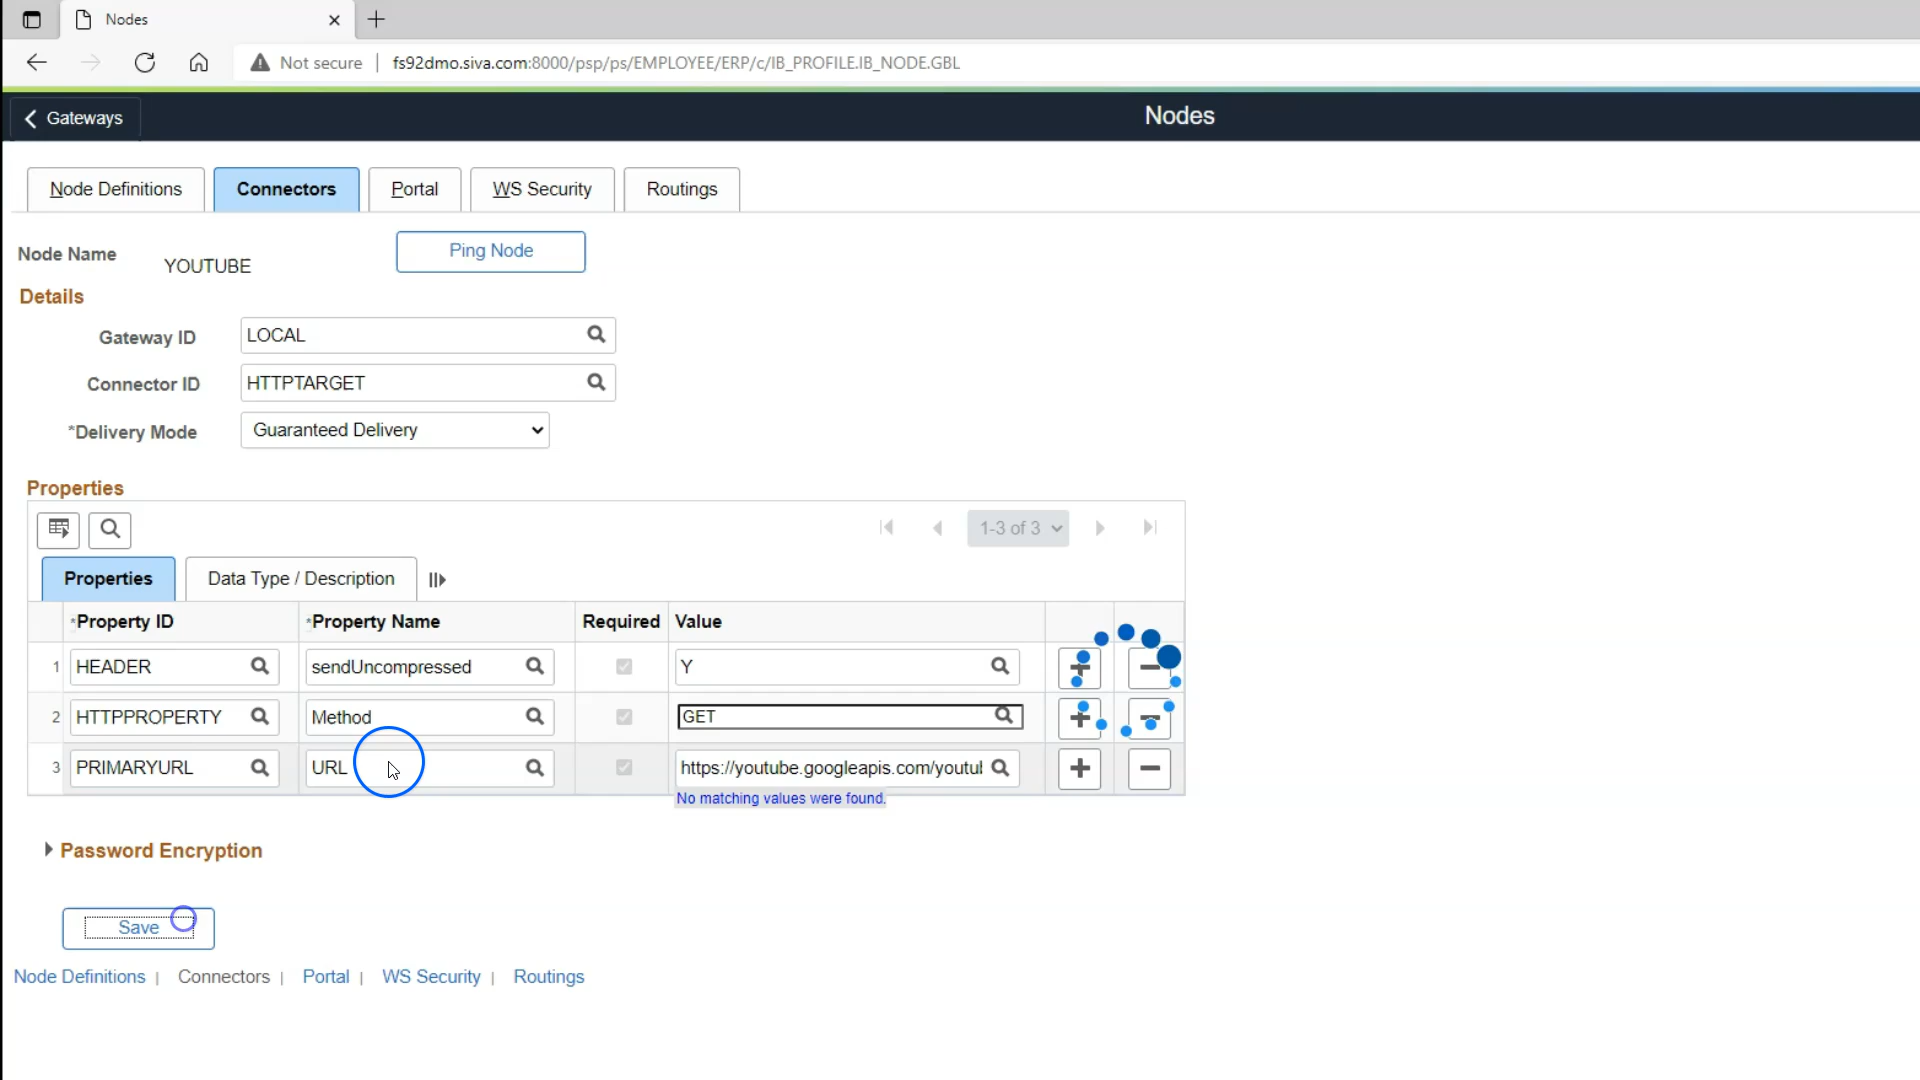 Nodes
Not secure
fs92dmo.siva.com:8000/psp/ps/EMPLOYEE/ERP/c/IB_PROFILE.IB_NODE.GBL
Gateways
Nodes
Node Definitions
Connectors
Portal
WS Security
Routings
Node Name
YOUTUBE
Ping Node
Details
Gateway ID
LOCAL
Connector ID
HTTPTARGET
*Delivery Mode
Guaranteed Delivery
Properties
1-3 of 3
Properties
Data Type / Description
*Property ID
*Property Name
Required
Value
1 HEADER sendUncompressed Y
2 HTTPPROPERTY Method GET
3 PRIMARYURL URL https://youtube.googleapis.com/youtu
No matching values were found.
Password Encryption
Save
Node Definitions | Connectors | Portal | WS Security | Routings